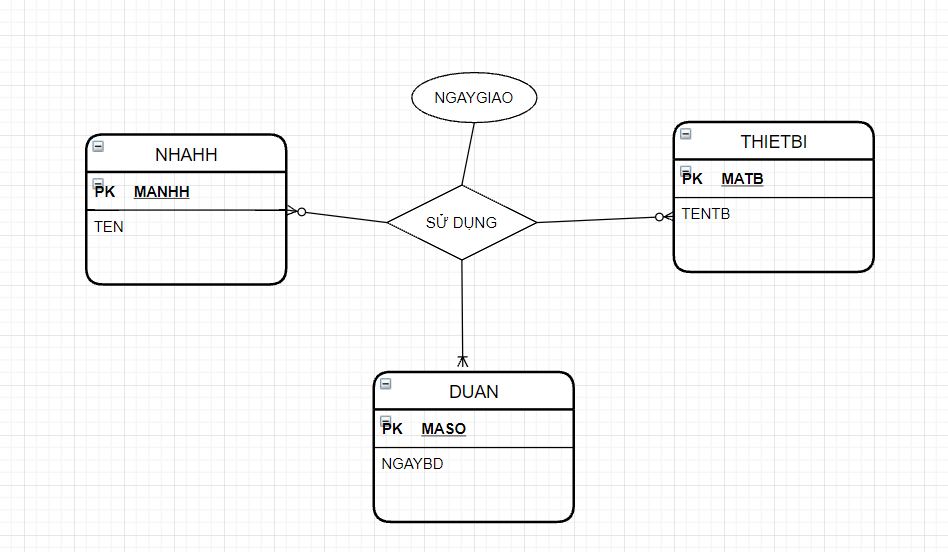 NGAYGIAO
NHAHH
PK MANHH
TEN
SỬ DỤNG
THIETBI
PK MATB
TENTB
DUAN
PK MASO
NGAYBD